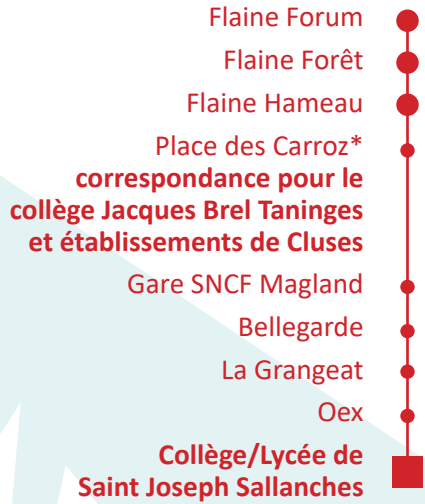 Flaine Forum
Flaine Forêt
Flaine Hameau
Place des Carroz*
correspondance pour le
collège Jacques Brel Taninges
et établissements de Cluses
Gare SNCF Magland
Bellegarde
La Grangeat
Oex
Collège/Lycée de
Saint Joseph Sallanches